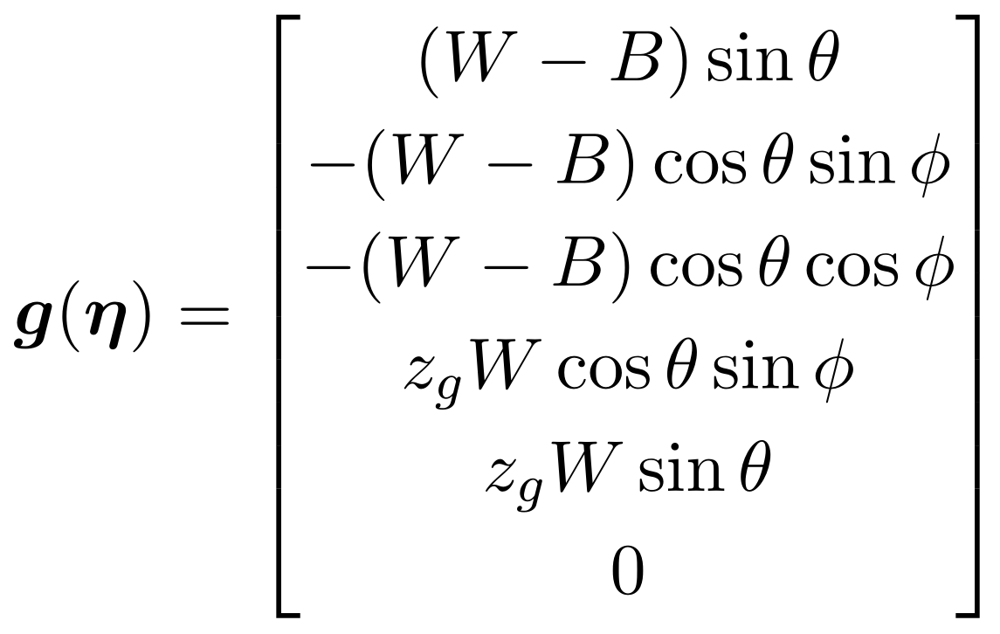 (W − B) sin θ
−(W − B) cos θ sin ϕ
−(W − B) cos θ cos ϕ
g(η) =
z_g W cos θ sin ϕ
z_g W sin θ
0